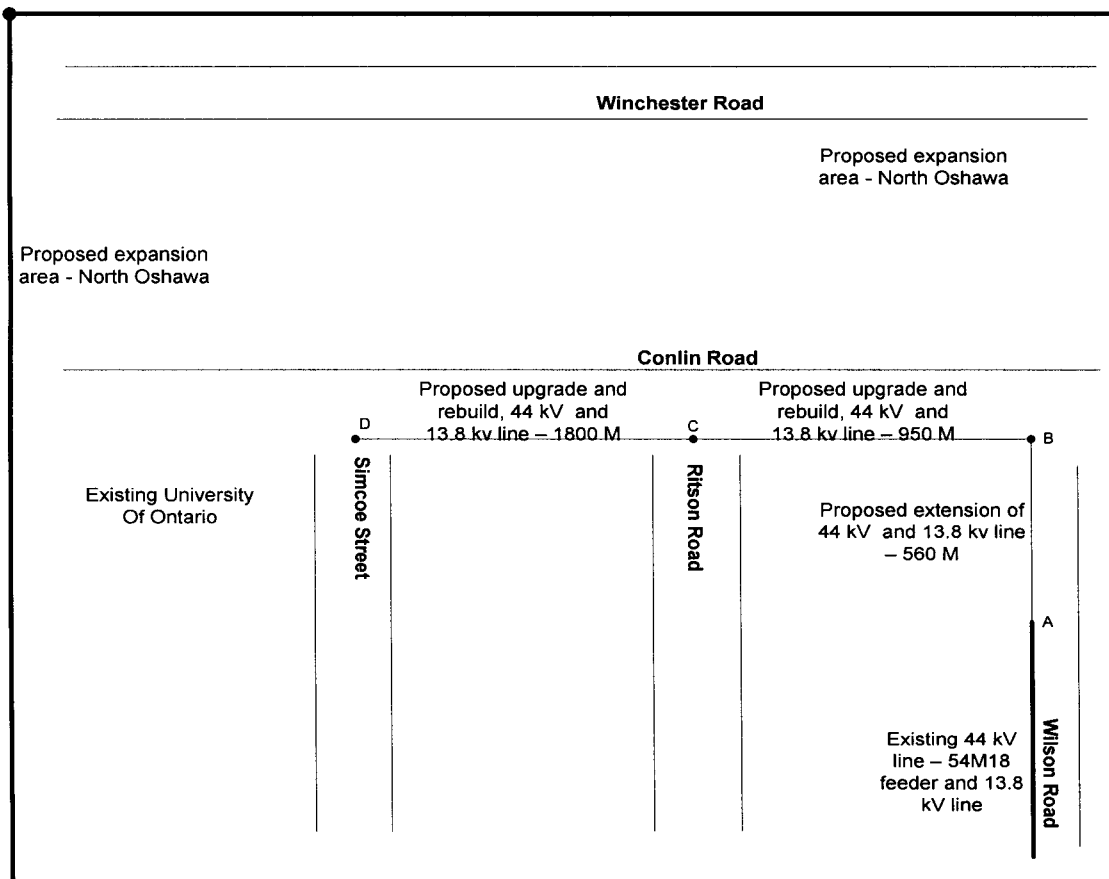 Winchester Road
Proposed expansion
area - North Oshawa
Proposed expansion
area - North Oshawa
Conlin Road
Proposed upgrade and
rebuild, 44 kV and
13.8 kv line – 1800 M
Proposed upgrade and
rebuild, 44 kV and
13.8 kv line – 950 M
D
C
B
Simcoe Street
Ritson Road
Existing University
Of Ontario
Proposed extension of
44 kV and 13.8 kv line
– 560 M
A
Existing 44 kV
line – 54M18
feeder and 13.8
kV line
Wilson Road